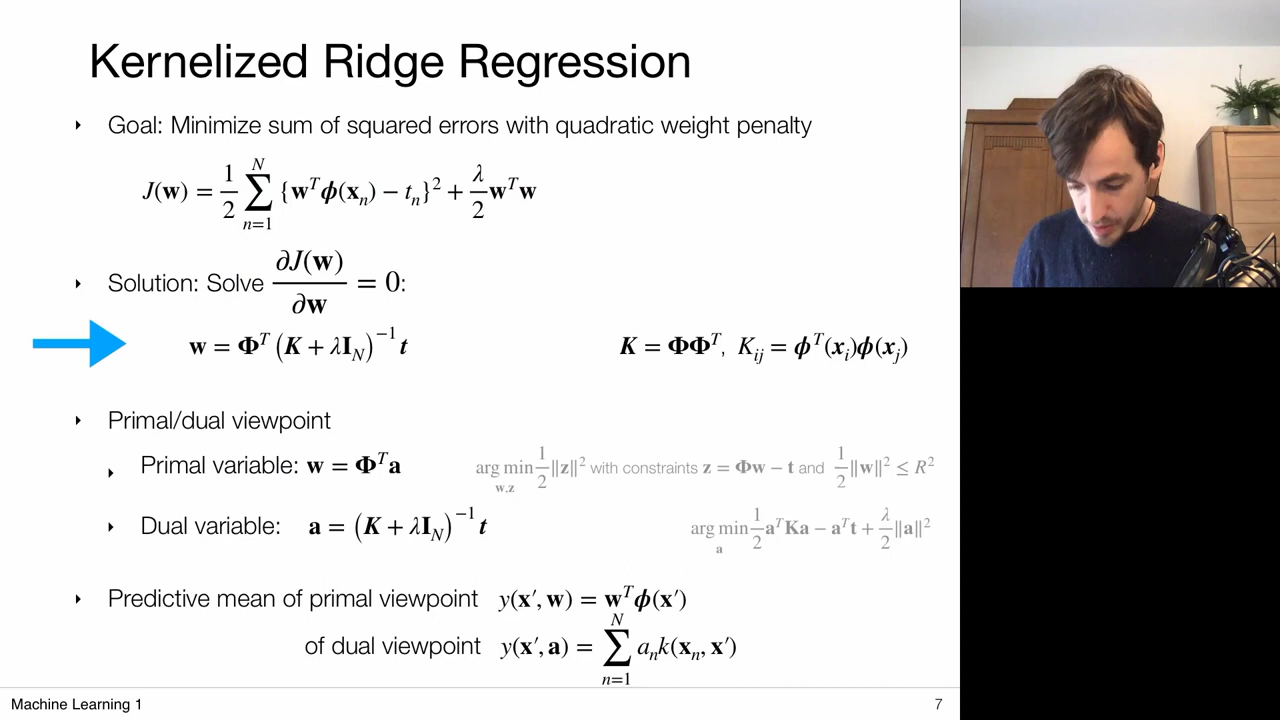 Kernelized Ridge Regression
‣ Goal: Minimize sum of squared errors with quadratic weight penalty
J(w) = 1/2 ∑_{n=1}^{N} {w^T ϕ(x_n) − t_n}^2 + λ/2 w^T w
‣ Solution: Solve ∂J(w)/∂w = 0:
w = Φ^T (K + λI_N)^{−1} t    K = ΦΦ^T, K_{ij} = ϕ^T(x_i)ϕ(x_j)
‣ Primal/dual viewpoint
‣ Primal variable: w = Φ^T a    arg min_{w,z} 1/2 ‖z‖^2 with constraints z = Φw − t and 1/2 ‖w‖^2 ≤ R^2
‣ Dual variable: a = (K + λI_N)^{−1} t    arg min_a 1/2 a^T Ka − a^T t + λ/2 ‖a‖^2
‣ Predictive mean of primal viewpoint y(x′, w) = w^T ϕ(x′)
of dual viewpoint y(x′, a) = ∑_{n=1}^{N} a_n k(x_n, x′)
Machine Learning 1    7